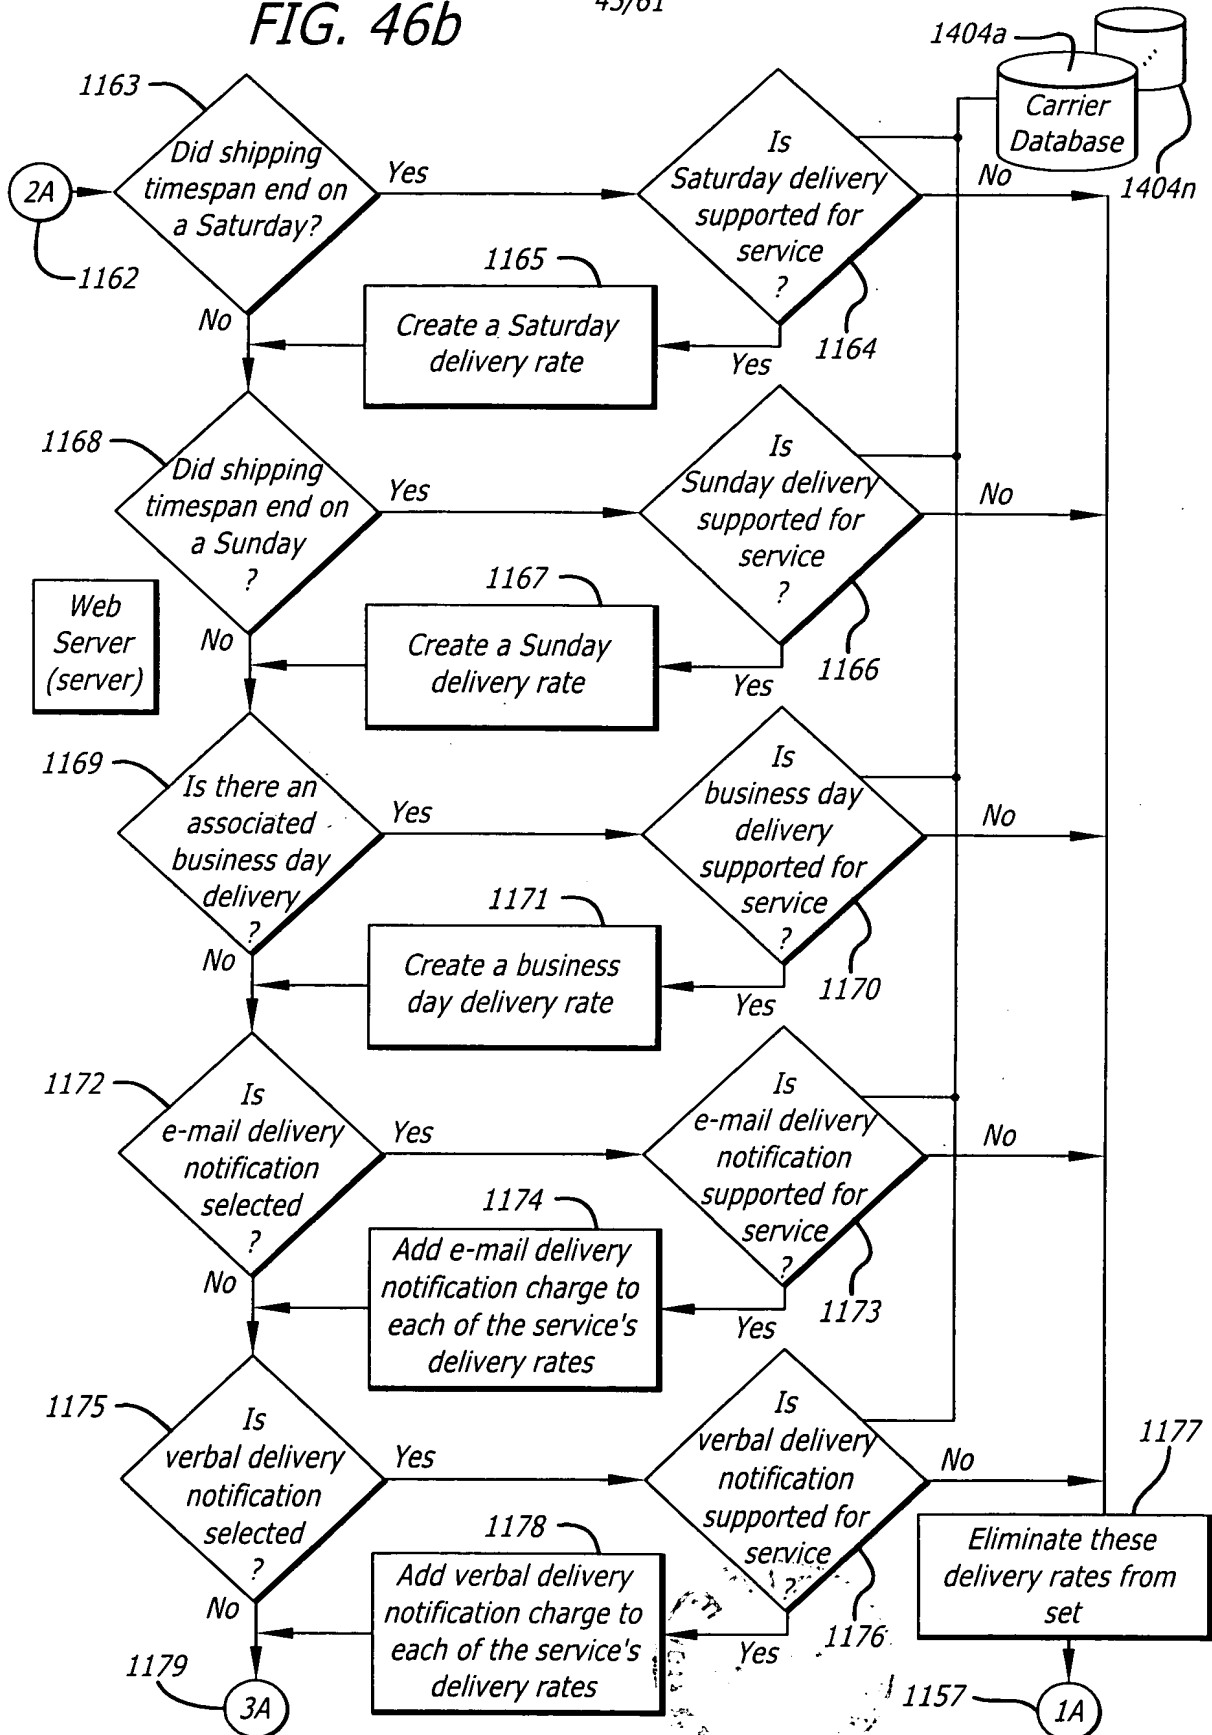 FIG. 46b
45/61
1404a
Carrier
Database
...
1404n
1163
Did shipping
timespan end on
a Saturday?
Yes
2A
1162
No
Is
Saturday delivery
supported for
service
?
No
1164
Yes
1165
Create a Saturday
delivery rate
1168
Did shipping
timespan end on
a Sunday
?
Yes
No
Is
Sunday delivery
supported for
service
?
No
1166
Yes
1167
Create a Sunday
delivery rate
Web
Server
(server)
1169
Is there an
associated
business day
delivery
?
Yes
No
Is
business day
delivery
supported for
service
?
No
1170
Yes
1171
Create a business
day delivery rate
1172
Is
e-mail delivery
notification
selected
?
Yes
No
Is
e-mail delivery
notification
supported for
service
?
No
1173
Yes
1174
Add e-mail delivery
notification charge to
each of the service's
delivery rates
1175
Is
verbal delivery
notification
selected
?
Yes
No
Is
verbal delivery
notification
supported for
service
?
No
1176
Yes
1178
Add verbal delivery
notification charge to
each of the service's
delivery rates
1177
Eliminate these
delivery rates from
set
1179
3A
1157
1A